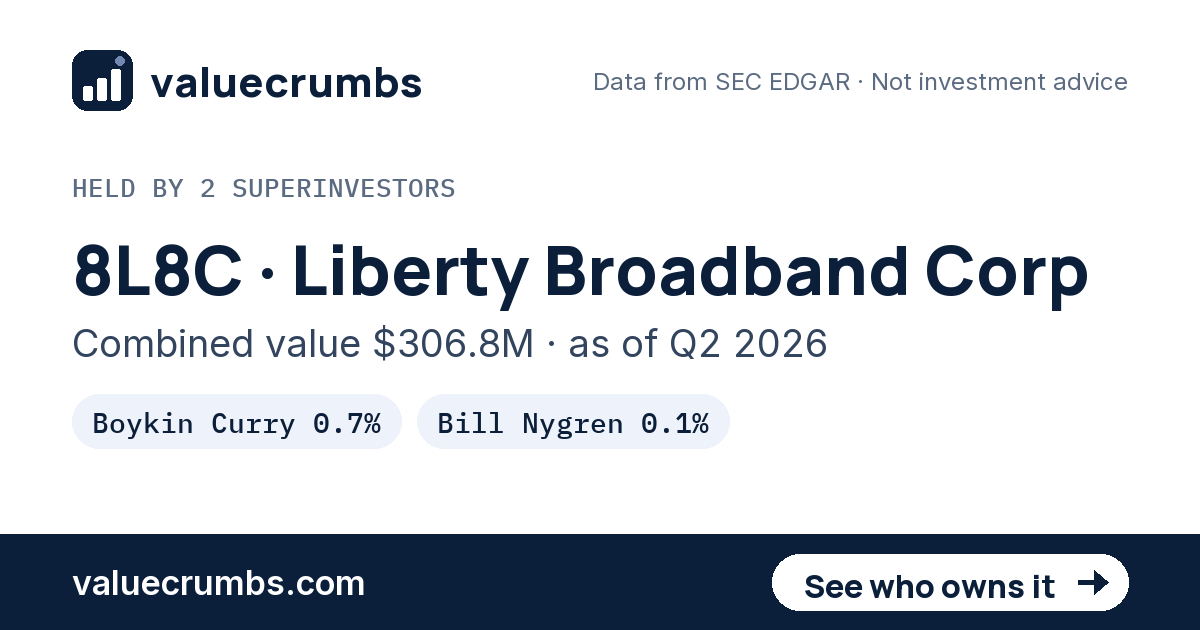 valuecrumbs
Data from SEC EDGAR · Not investment advice
HELD BY 2 SUPERINVESTORS
8L8C · Liberty Broadband Corp
Combined value $306.8M · as of Q2 2026
Boykin Curry 0.7%
Bill Nygren 0.1%
valuecrumbs.com
See who owns it →